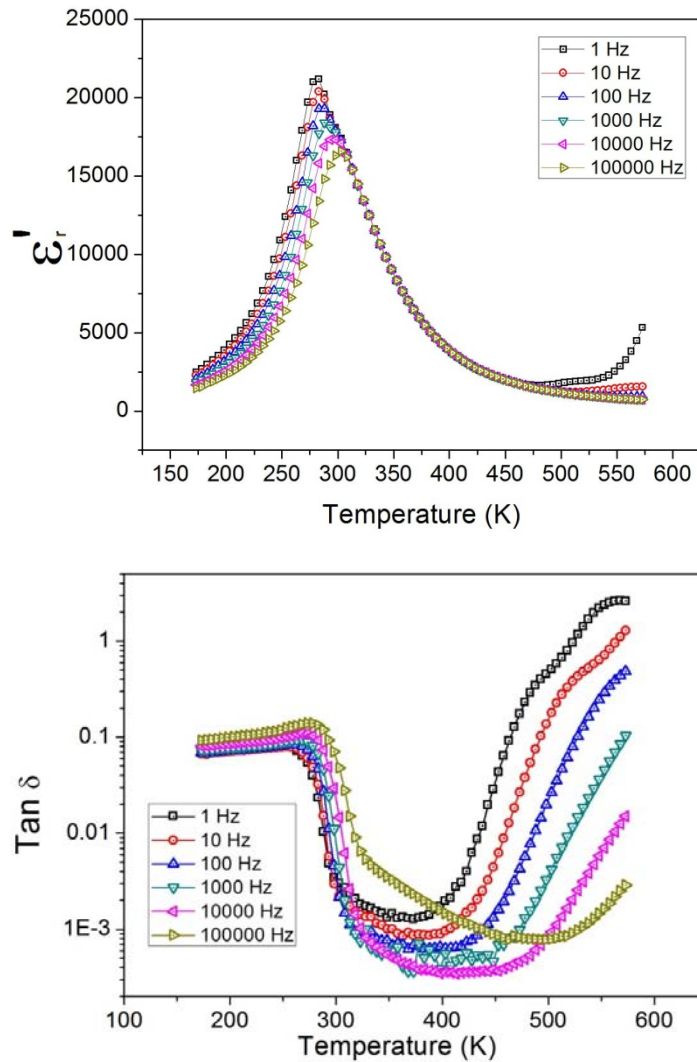 25000
20000
15000
10000
5000
0
ε'r
1 Hz
10 Hz
100 Hz
1000 Hz
10000 Hz
100000 Hz
150 200 250 300 350 400 450 500 550 600
Temperature (K)
1
0.1
0.01
1E-3
Tan δ
1 Hz
10 Hz
100 Hz
1000 Hz
10000 Hz
100000 Hz
100 200 300 400 500 600
Temperature (K)